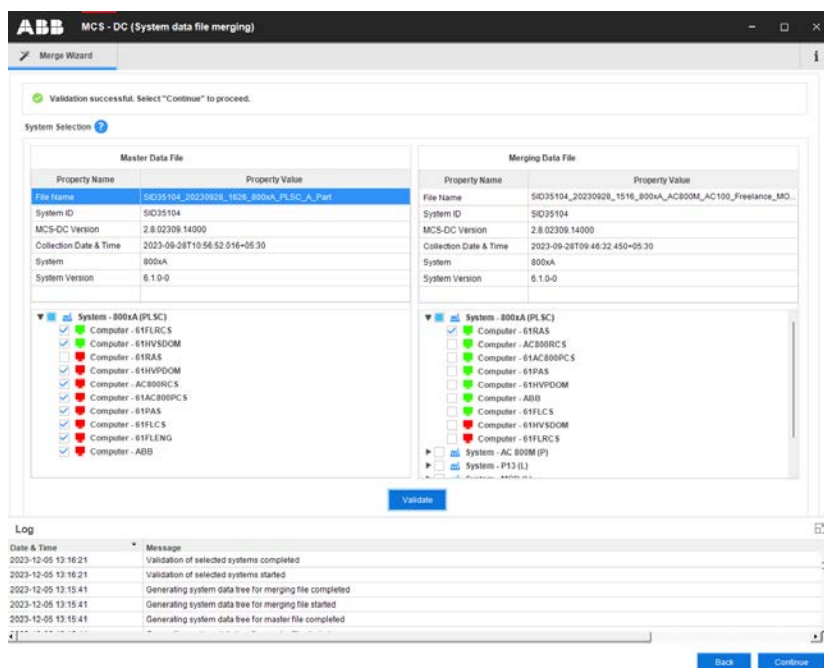 ABB MCS - DC (System data file merging)
Merge Wizard
Validation successful. Select "Continue" to proceed.
System Selection ?
Master Data File
Property Name Property Value
File Name SID35104_20230928_1626_800xA_PLSC_A_Part
System ID SID35104
MCS-DC Version 2.8.02309.14000
Collection Date & Time 2023-09-28T10:56:52.016+05:30
System 800xA
System Version 6.1.0-0
System - 800xA (PLSC)
Computer - 61FLRCS
Computer - 61HVSDOM
Computer - 61RAS
Computer - 61HVPDOM
Computer - AC800RCS
Computer - 61AC800PCS
Computer - 61PAS
Computer - 61FLCS
Computer - 61FLENG
Computer - ABB
Merging Data File
Property Name Property Value
File Name SID35104_20230928_1516_800xA_AC800M_AC100_Freelance_MO...
System ID SID35104
MCS-DC Version 2.8.02309.14000
Collection Date & Time 2023-09-28T09:46:32.450+05:30
System 800xA
System Version 6.1.0-0
System - 800xA (PLSC)
Computer - 61RAS
Computer - AC800RCS
Computer - 61AC800PCS
Computer - 61PAS
Computer - 61HVPDOM
Computer - ABB
Computer - 61FLCS
Computer - 61HVSDOM
Computer - 61FLRCS
System - AC 800M (P)
System - P13 (L)
Validate
Log
Date & Time Message
2023-12-05 13:16:21 Validation of selected systems completed
2023-12-05 13:16:21 Validation of selected systems started
2023-12-05 13:15:41 Generating system data tree for merging file completed
2023-12-05 13:15:41 Generating system data tree for merging file started
2023-12-05 13:15:41 Generating system data tree for master file completed
Back Continue